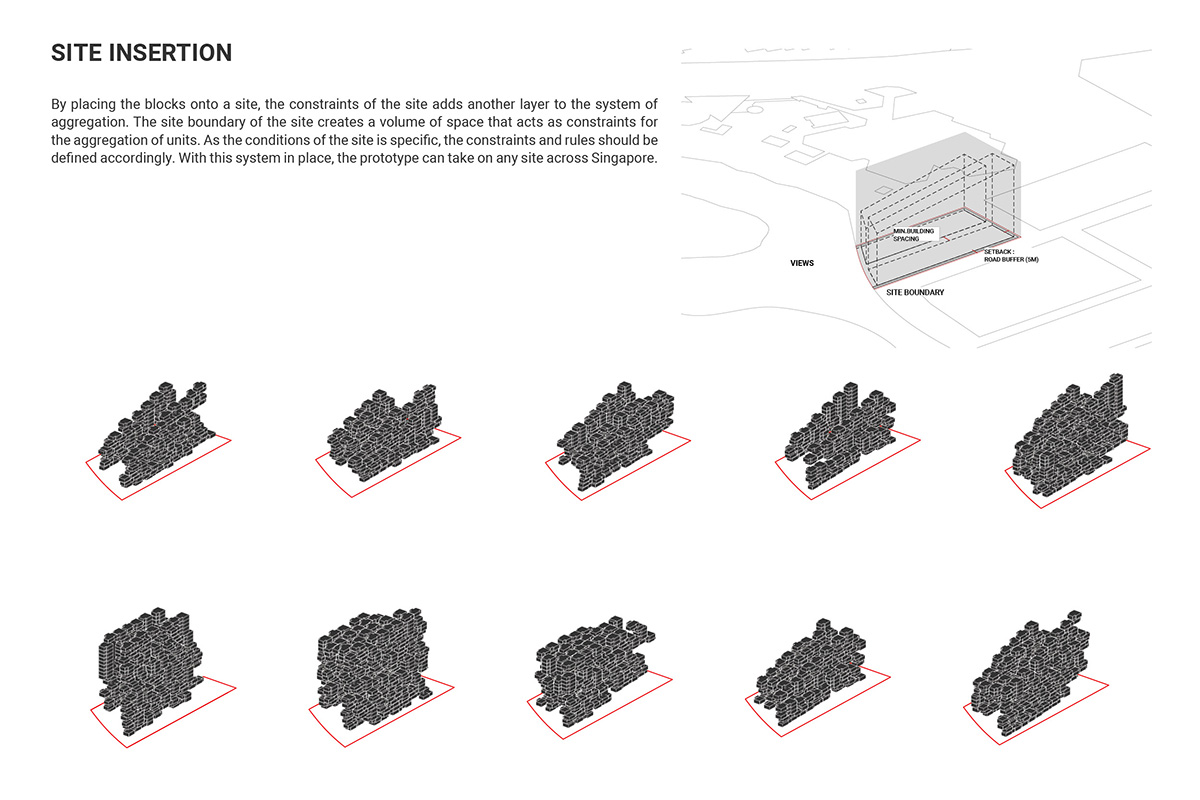 SITE INSERTION
By placing the blocks onto a site, the constraints of the site adds another layer to the system of
aggregation. The site boundary of the site creates a volume of space that acts as constraints for
the aggregation of units. As the conditions of the site is specific, the constraints and rules should be
defined accordingly. With this system in place, the prototype can take on any site across Singapore.
MIN.BUILDING
SPACING
SETBACK :
ROAD BUFFER (5M)
VIEWS
SITE BOUNDARY